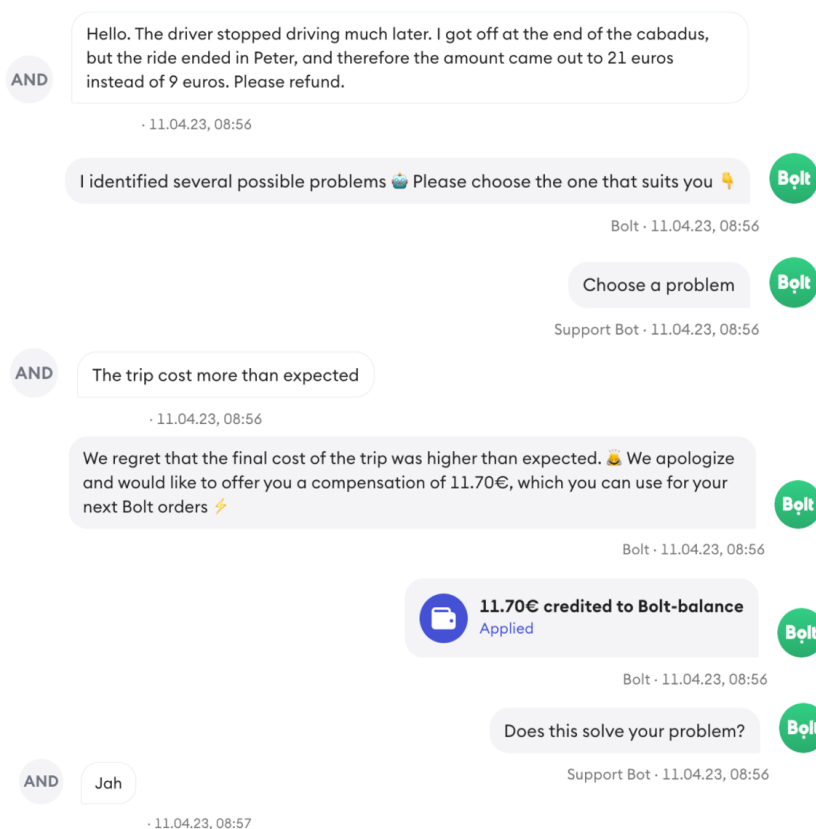 Hello. The driver stopped driving much later. I got off at the end of the cabadus,
but the ride ended in Peter, and therefore the amount came out to 21 euros
instead of 9 euros. Please refund.
AND
· 11.04.23, 08:56
I identified several possible problems 🤖 Please choose the one that suits you 👇
Bolt
Bolt · 11.04.23, 08:56
Choose a problem
Bolt
Support Bot · 11.04.23, 08:56
AND
The trip cost more than expected
· 11.04.23, 08:56
We regret that the final cost of the trip was higher than expected. 🙇 We apologize
and would like to offer you a compensation of 11.70€, which you can use for your
next Bolt orders ⚡
Bolt
Bolt · 11.04.23, 08:56
11.70€ credited to Bolt-balance
Applied
Bolt
Bolt · 11.04.23, 08:56
Does this solve your problem?
Bolt
Support Bot · 11.04.23, 08:56
AND
Jah
· 11.04.23, 08:57